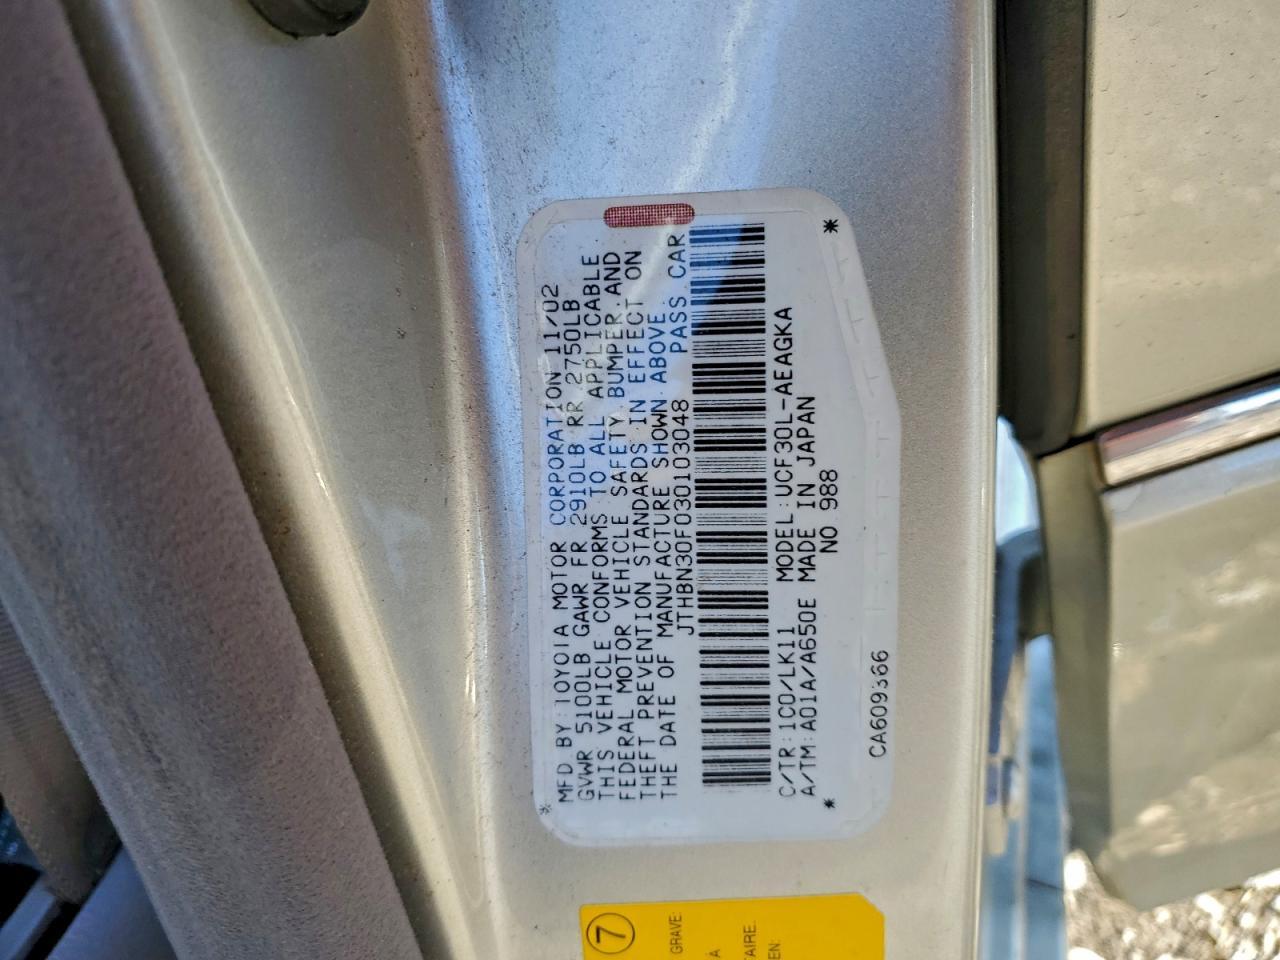 MFD. BY: TOYOTA MOTOR CORPORATION 11/02
GVWR 5100LB GAWR FR 2910LB RR 2750LB
THIS VEHICLE CONFORMS TO ALL APPLICABLE
FEDERAL MOTOR VEHICLE SAFETY, BUMPER, AND
THEFT PREVENTION STANDARDS IN EFFECT ON
THE DATE OF MANUFACTURE SHOWN ABOVE.
JTHBN30F030103048 PASS. CAR
C/TR: 1C0/LK11 MODEL: UCF30L-AEAGKA
A/TM: A01A/A650E MADE IN JAPAN
* NO 988 *
CA609366
7
GRAVE:
À
TAIRE.
EN: